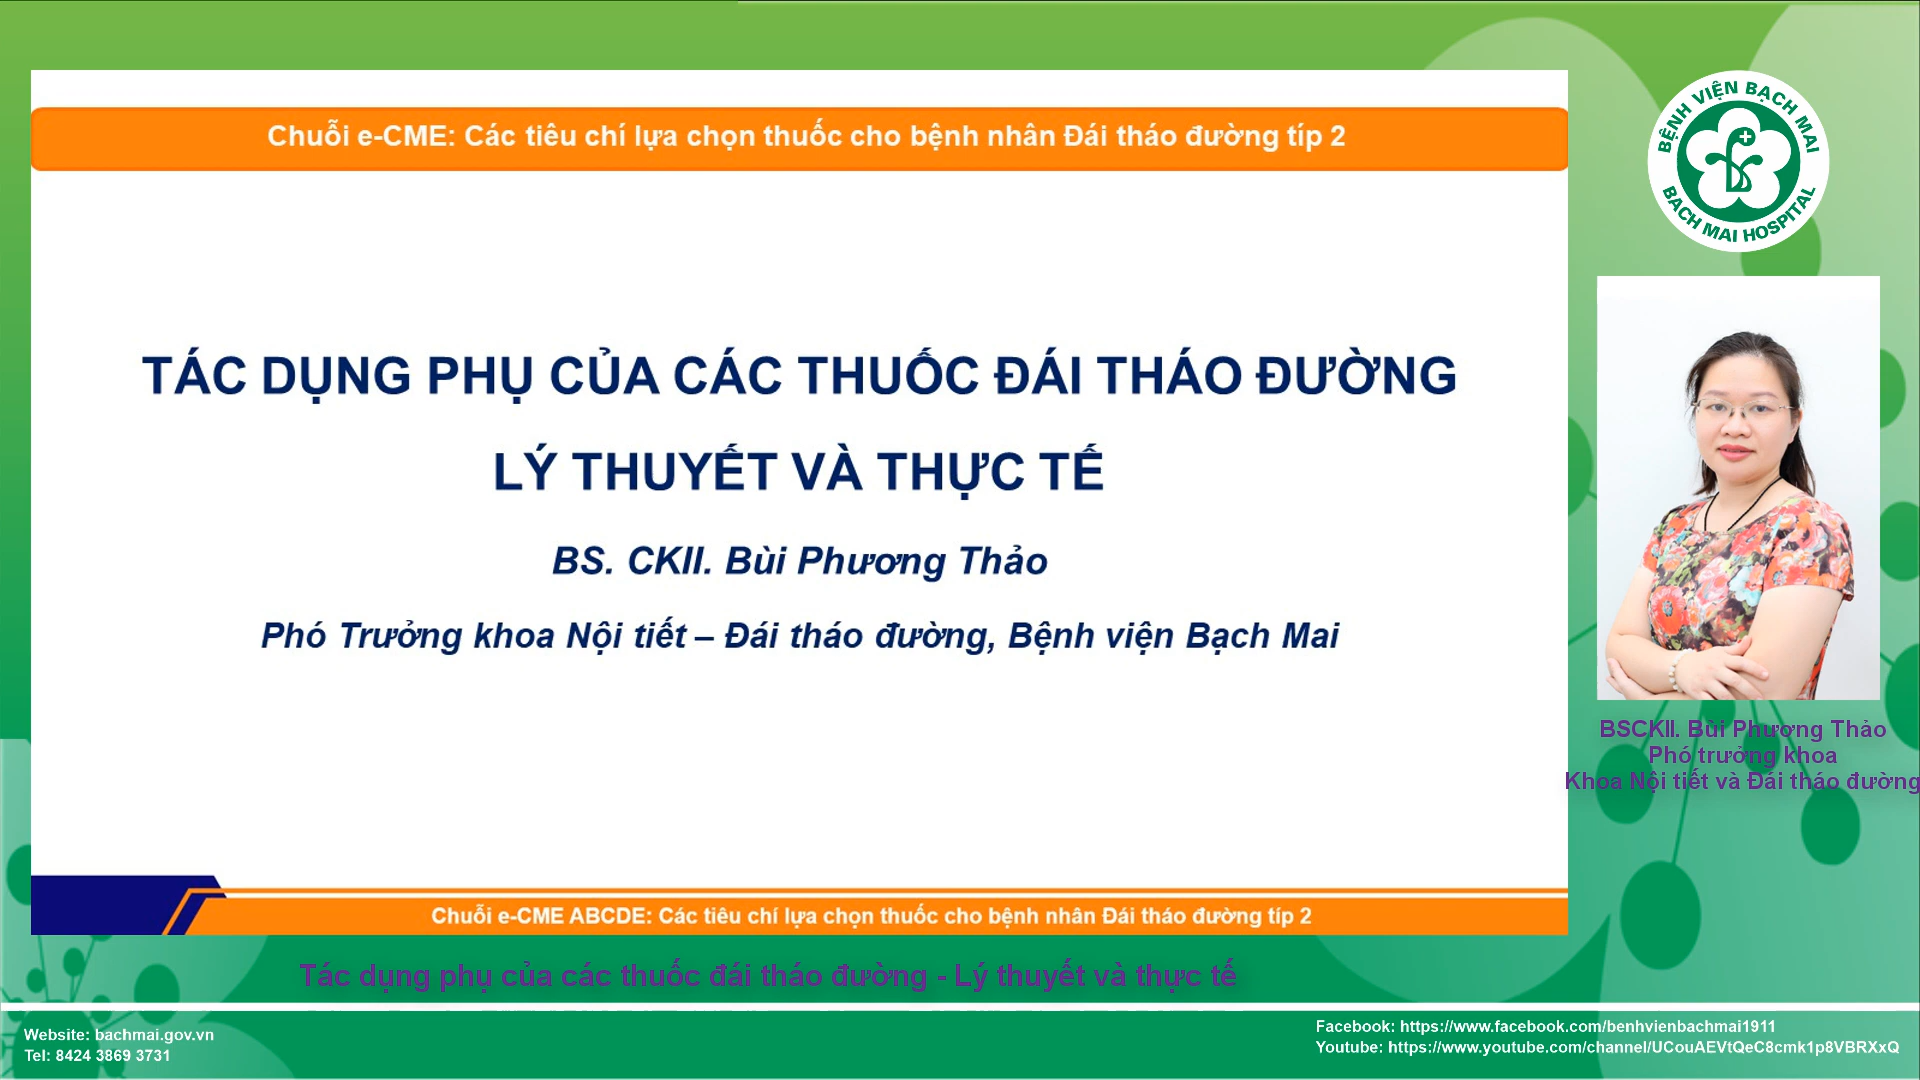 Chuỗi e-CME: Các tiêu chí lựa chọn thuốc cho bệnh nhân Đái tháo đường típ 2
TÁC DỤNG PHỤ CỦA CÁC THUỐC ĐÁI THÁO ĐƯỜNG
LÝ THUYẾT VÀ THỰC TẾ
BS. CKII. Bùi Phương Thảo
Phó Trưởng khoa Nội tiết – Đái tháo đường, Bệnh viện Bạch Mai
Chuỗi e-CME ABCDE: Các tiêu chí lựa chọn thuốc cho bệnh nhân Đái tháo đường típ 2
BỆNH VIỆN BẠCH MAI
BACH MAI HOSPITAL
BSCKII. Bùi Phương Thảo
Phó trưởng khoa
Khoa Nội tiết và Đái tháo đường
Tác dụng phụ của các thuốc đái tháo đường - Lý thuyết và thực tế
Website: bachmai.gov.vn
Tel: 8424 3869 3731
Facebook: https://www.facebook.com/benhvienbachmai1911
Youtube: https://www.youtube.com/channel/UCouAEVtQeC8cmk1p8VBRXxQ